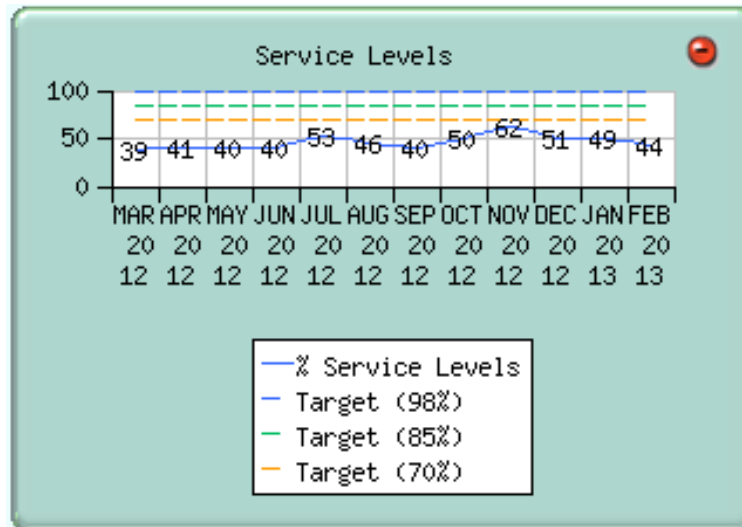 Service Levels
100
50
0
39 41 40 40 53 46 40 50 62 51 49 44
MAR APR MAY JUN JUL AUG SEP OCT NOV DEC JAN FEB
20 20 20 20 20 20 20 20 20 20 20 20
12 12 12 12 12 12 12 12 12 12 13 13
% Service Levels
Target (98%)
Target (85%)
Target (70%)